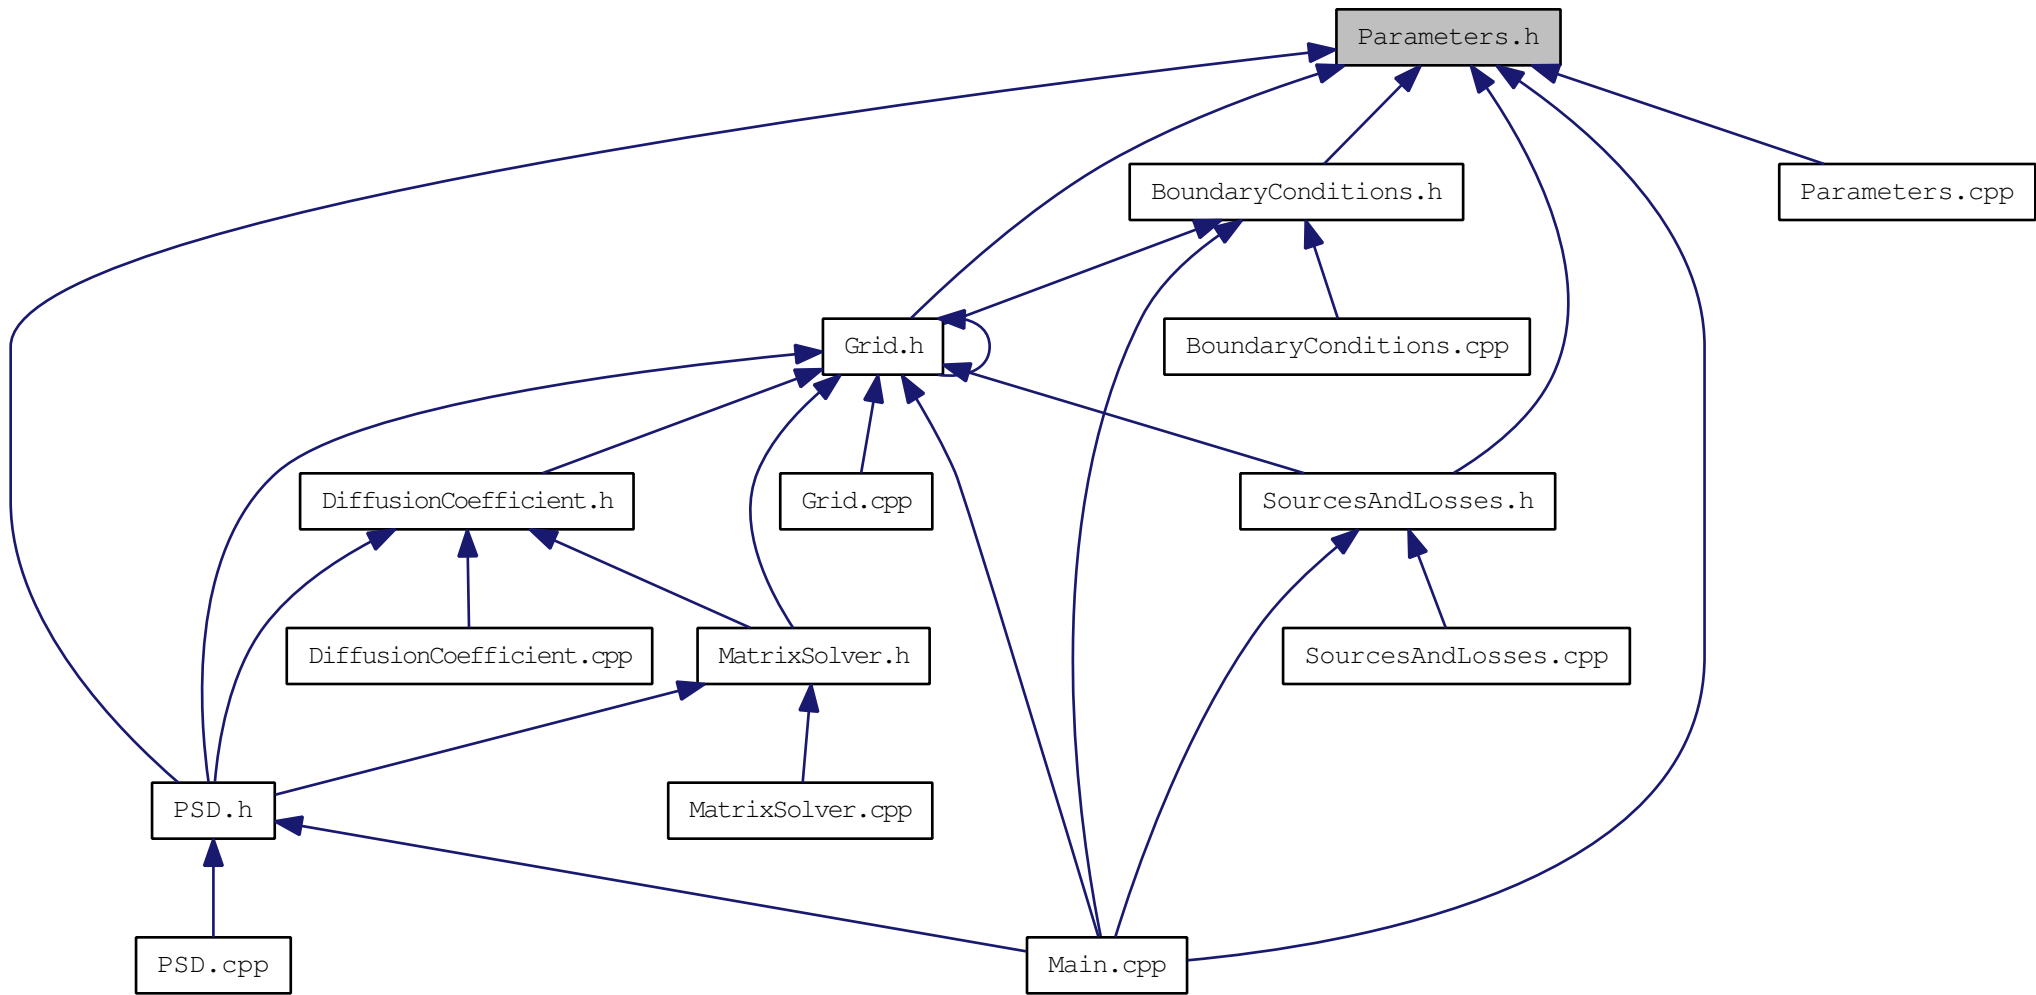 Parameters.h
BoundaryConditions.h
Parameters.cpp
Grid.h
BoundaryConditions.cpp
DiffusionCoefficient.h
Grid.cpp
SourcesAndLosses.h
DiffusionCoefficient.cpp
MatrixSolver.h
SourcesAndLosses.cpp
PSD.h
MatrixSolver.cpp
PSD.cpp
Main.cpp